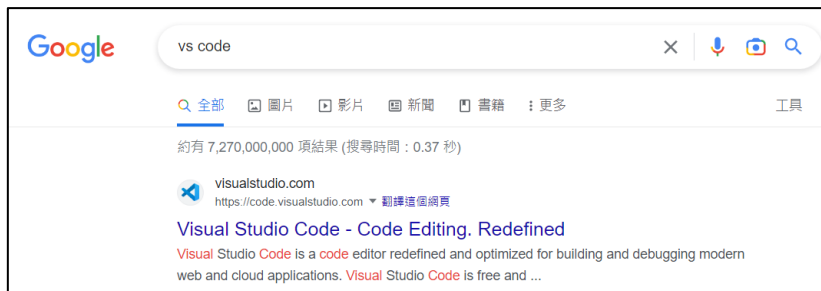 Google
vs code
全部 圖片 影片 新聞 書籍 更多 工具
約有 7,270,000,000 項結果 (搜尋時間：0.37 秒)
visualstudio.com
https://code.visualstudio.com 翻譯這個網頁
Visual Studio Code - Code Editing. Redefined
Visual Studio Code is a code editor redefined and optimized for building and debugging modern
web and cloud applications. Visual Studio Code is free and ...